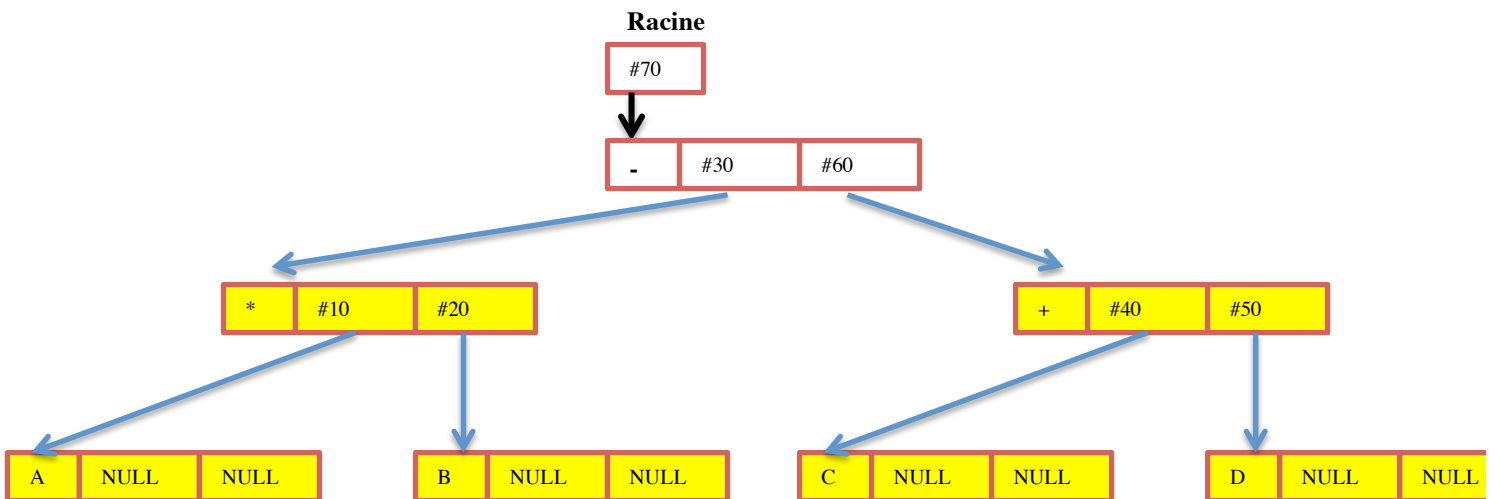 Racine
#70
- #30 #60
* #10 #20
+ #40 #50
A NULL NULL
B NULL NULL
C NULL NULL
D NULL NULL